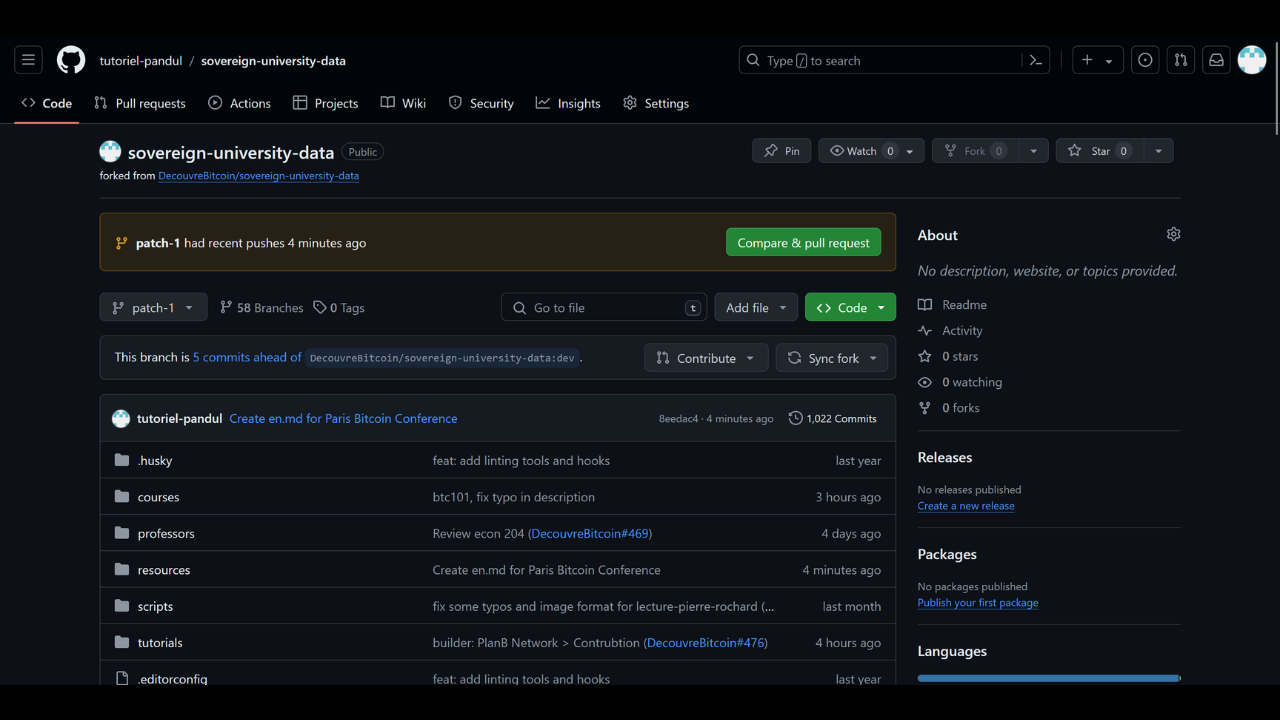 tutoriel-pandul / sovereign-university-data
Type / to search
Code Pull requests Actions Projects Wiki Security Insights Settings
sovereign-university-data Public
Pin Watch 0 Fork 0 Star 0
forked from DecouvreBitcoin/sovereign-university-data
patch-1 had recent pushes 4 minutes ago
Compare & pull request
patch-1 58 Branches 0 Tags
Go to file t
Add file
Code
This branch is 5 commits ahead of DecouvreBitcoin/sovereign-university-data:dev .
Contribute Sync fork
tutoriel-pandul Create en.md for Paris Bitcoin Conference 8eedac4 · 4 minutes ago 1,022 Commits
.husky feat: add linting tools and hooks last year
courses btc101, fix typo in description 3 hours ago
professors Review econ 204 (DecouvreBitcoin#469) 4 days ago
resources Create en.md for Paris Bitcoin Conference 4 minutes ago
scripts fix some typos and image format for lecture-pierre-rochard (... last month
tutorials builder: PlanB Network > Contrubtion (DecouvreBitcoin#476) 4 hours ago
.editorconfig feat: add linting tools and hooks last year
About
No description, website, or topics provided.
Readme
Activity
0 stars
0 watching
0 forks
Releases
No releases published
Create a new release
Packages
No packages published
Publish your first package
Languages